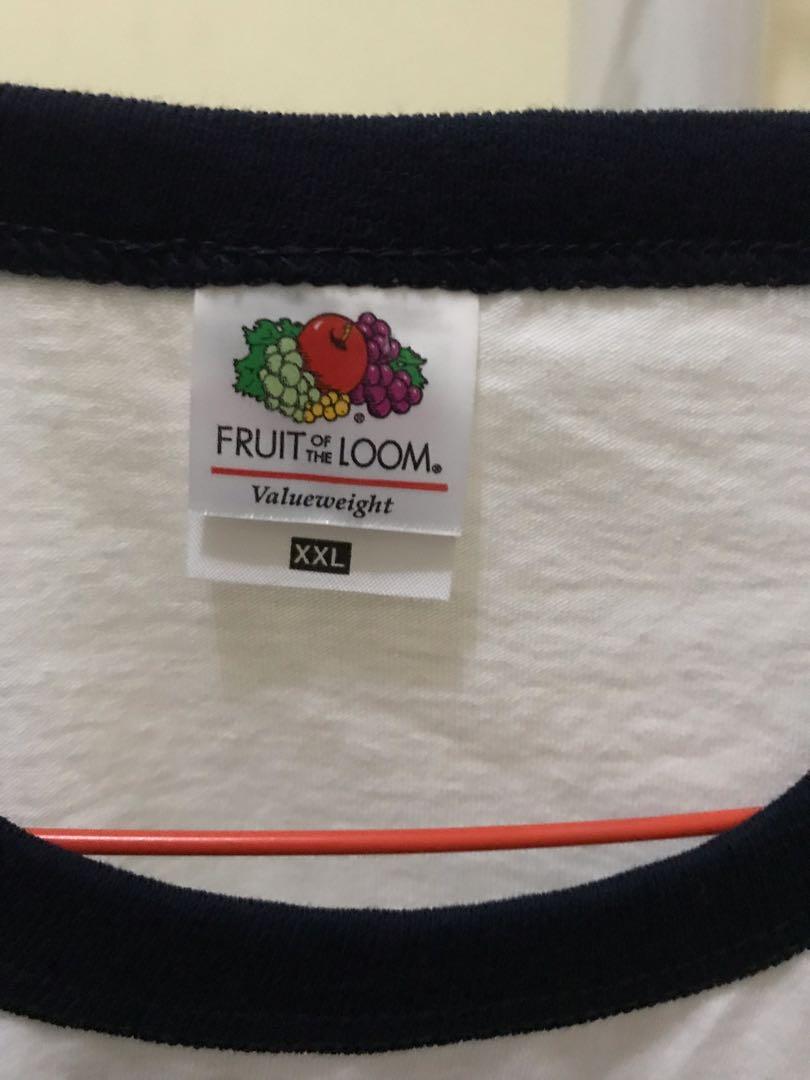 FRUIT OF THE LOOM®
Valueweight
XXL